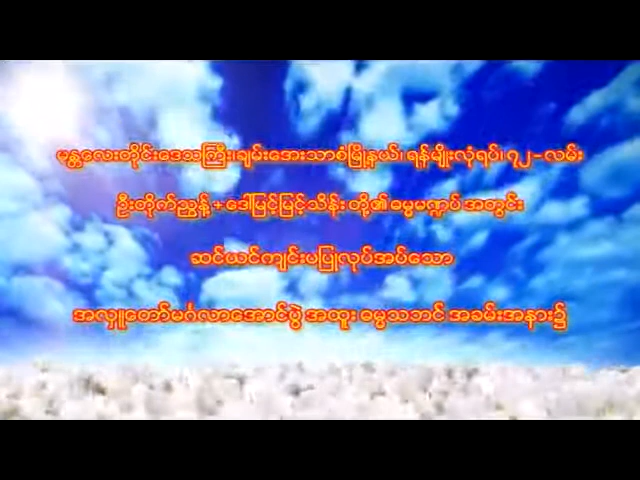 မန္တလေးတိုင်းဒေသကြီး၊ချမ်းအေးသာစံမြို့နယ်၊ ရန်မျိုးလုံရပ်၊ ၇၂-လမ်း
ဦးတိုက်ညွန့် + ဒေါ်မြင့်မြင့်သိန်း တို့၏ ဓမ္မမဏ္ဍပ် အတွင်း
ဆင်ယင်ကျင်းပပြုလုပ်အပ်သော
အလှူတော်မင်္ဂလာအောင်ပွဲ အထူး ဓမ္မသဘင် အခမ်းအနား၌